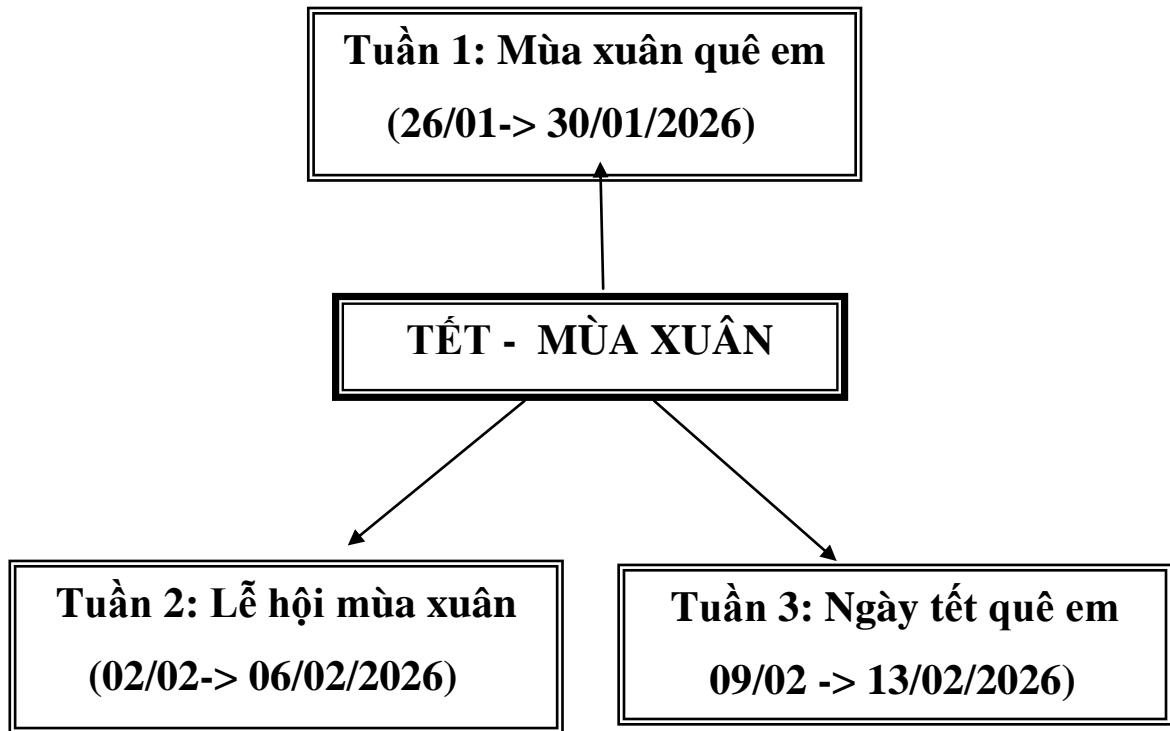 Tuần 1: Mùa xuân quê em
(26/01-> 30/01/2026)
TẾT - MÙA XUÂN
Tuần 2: Lễ hội mùa xuân
(02/02-> 06/02/2026)
Tuần 3: Ngày tết quê em
09/02 -> 13/02/2026)